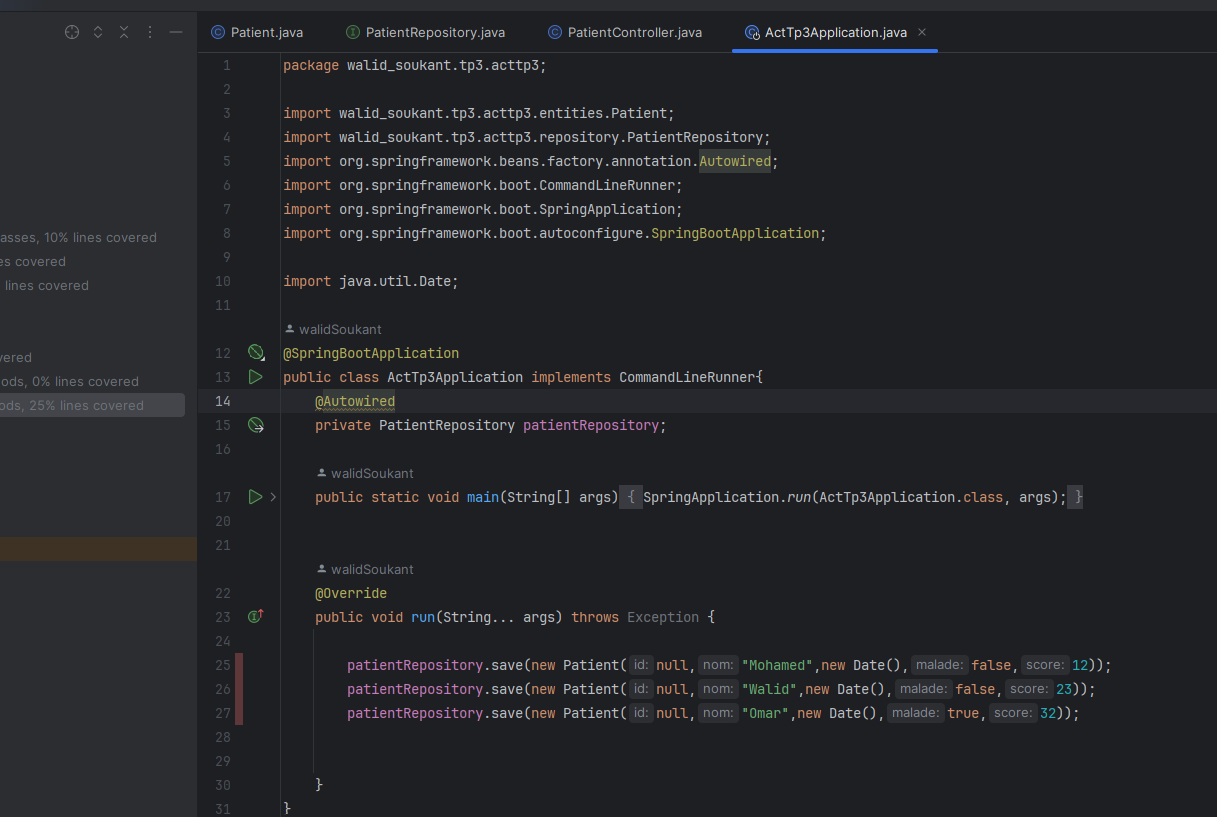 Patient.java PatientRepository.java PatientController.java ActTp3Application.java
1 package walid_soukant.tp3.acttp3;
2
3 import walid_soukant.tp3.acttp3.entities.Patient;
4 import walid_soukant.tp3.acttp3.repository.PatientRepository;
5 import org.springframework.beans.factory.annotation.Autowired;
6 import org.springframework.boot.CommandLineRunner;
7 import org.springframework.boot.SpringApplication;
8 import org.springframework.boot.autoconfigure.SpringBootApplication;
asses, 10% lines covered
9
es covered
10 import java.util.Date;
lines covered
11
walidSoukant
12 @SpringBootApplication
vered
13 public class ActTp3Application implements CommandLineRunner{
ods, 0% lines covered
14 @Autowired
ods, 25% lines covered
15 private PatientRepository patientRepository;
16
walidSoukant
17 public static void main(String[] args) { SpringApplication.run(ActTp3Application.class, args); }
20
21
walidSoukant
22 @Override
23 public void run(String... args) throws Exception {
24
25 patientRepository.save(new Patient( id: null, nom: "Mohamed",new Date(), malade: false, score: 12));
26 patientRepository.save(new Patient( id: null, nom: "Walid",new Date(), malade: false, score: 23));
27 patientRepository.save(new Patient( id: null, nom: "Omar",new Date(), malade: true, score: 32));
28
29
30 }
31 }